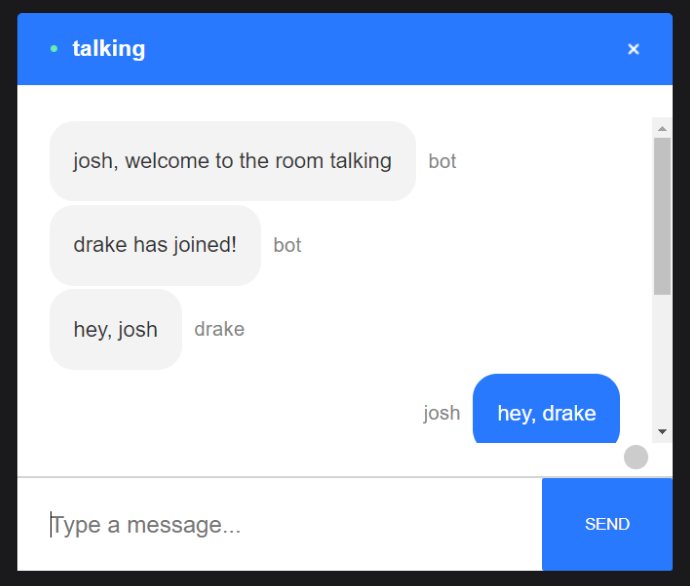 talking ×
josh, welcome to the room talking bot
drake has joined! bot
hey, josh drake
josh hey, drake
Type a message... SEND